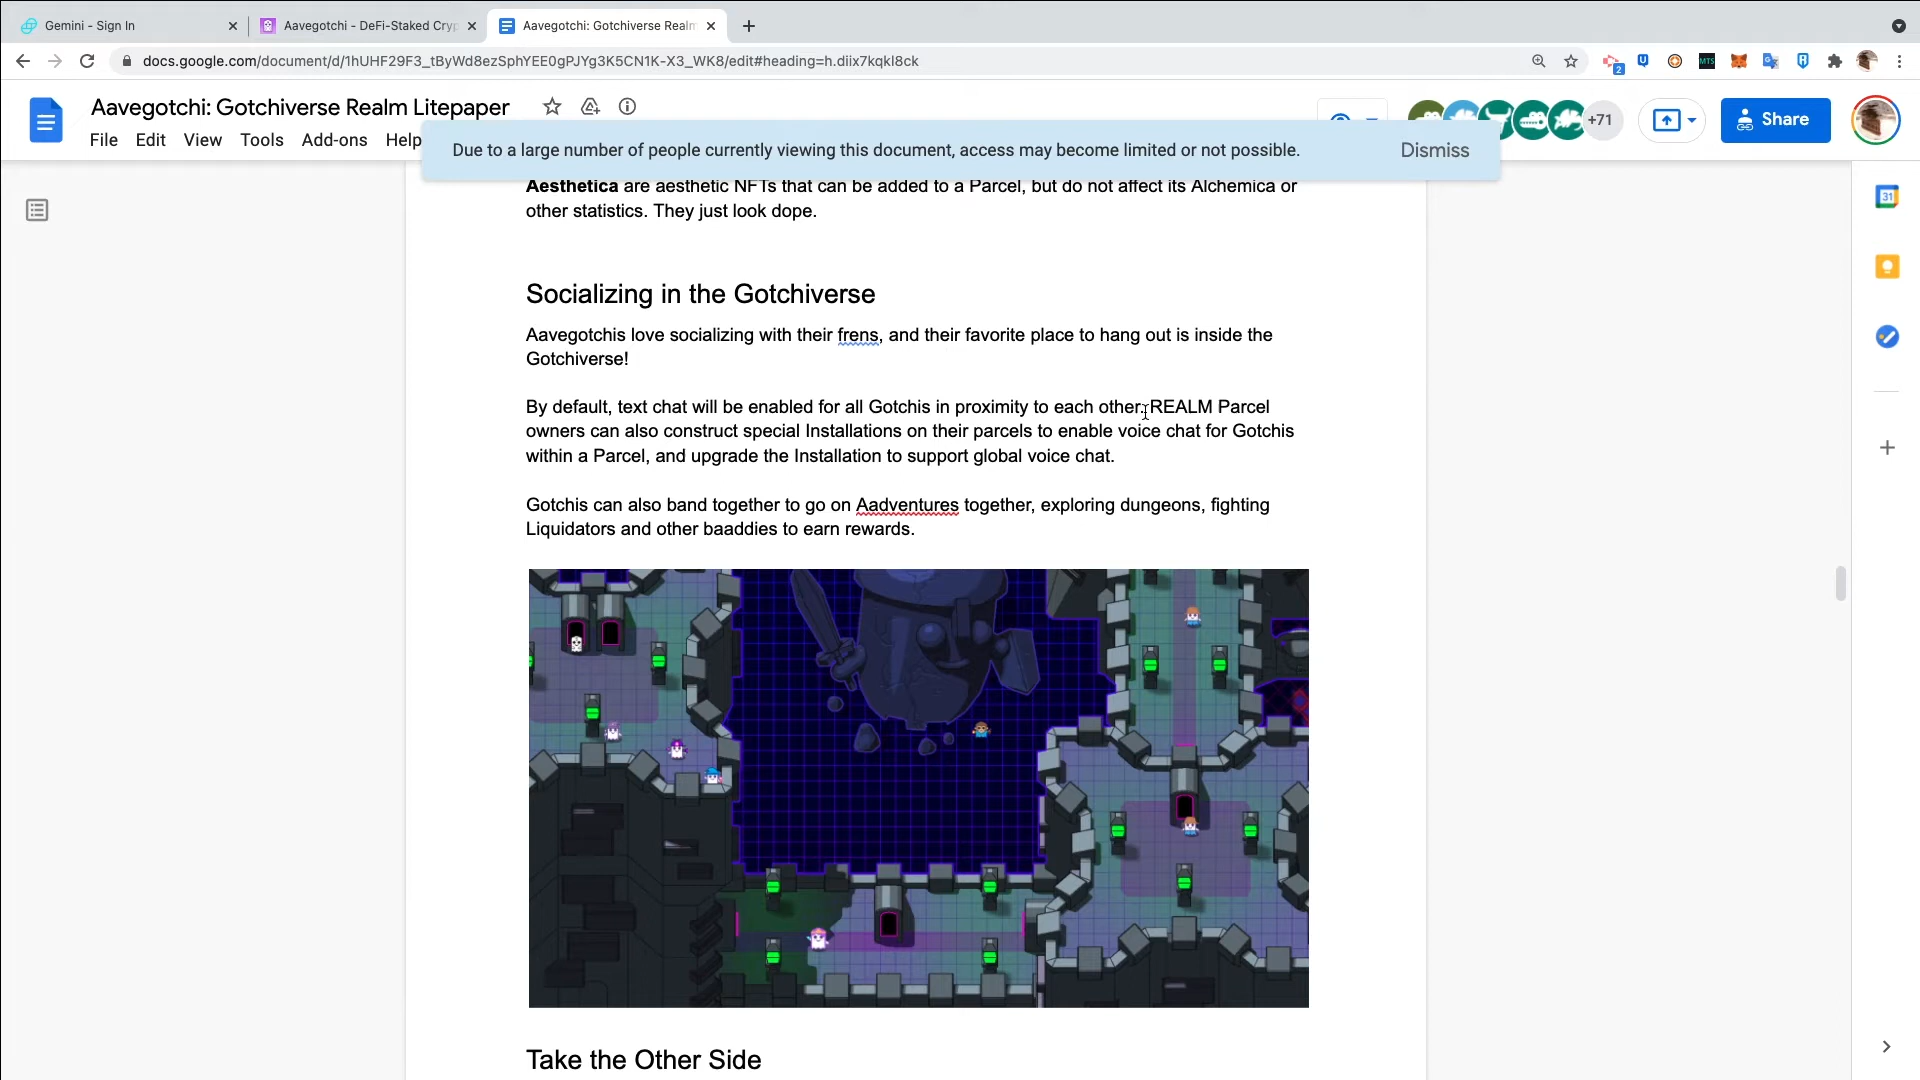 Gemini - Sign In
Aavegotchi - DeFi-Staked Cryp
Aavegotchi: Gotchiverse Realm
docs.google.com/document/d/1hUHF29F3_tByWd8ezSphYEE0gPJYg3K5CN1K-X3_WK8/edit#heading=h.diix7kqkl8ck
2
MTS
Aavegotchi: Gotchiverse Realm Litepaper
+71
Share
File Edit View Tools Add-ons Help
Due to a large number of people currently viewing this document, access may become limited or not possible.
Dismiss
Aesthetica are aesthetic NFTs that can be added to a Parcel, but do not affect its Alchemica or
other statistics. They just look dope.
31
Socializing in the Gotchiverse
Aavegotchis love socializing with their frens, and their favorite place to hang out is inside the
Gotchiverse!
By default, text chat will be enabled for all Gotchis in proximity to each other. REALM Parcel
owners can also construct special Installations on their parcels to enable voice chat for Gotchis
within a Parcel, and upgrade the Installation to support global voice chat.
Gotchis can also band together to go on Aadventures together, exploring dungeons, fighting
Liquidators and other baaddies to earn rewards.
Take the Other Side